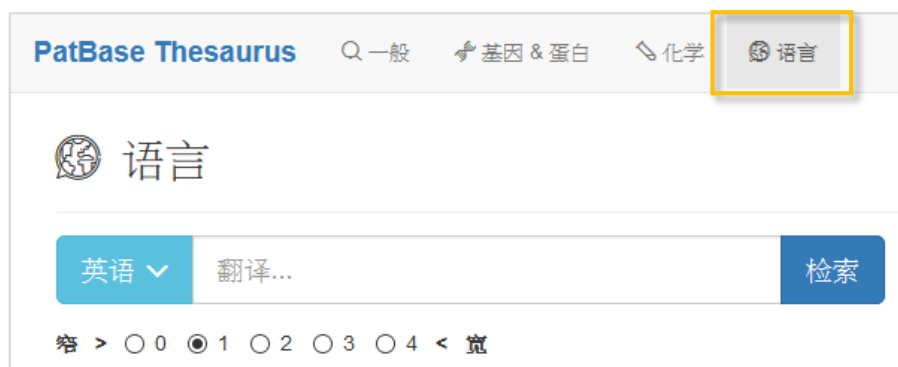 PatBase Thesaurus 一般 基因 & 蛋白 化学 语言
语言
英语 翻译... 检索
窄 > 0 1 2 3 4 < 宽